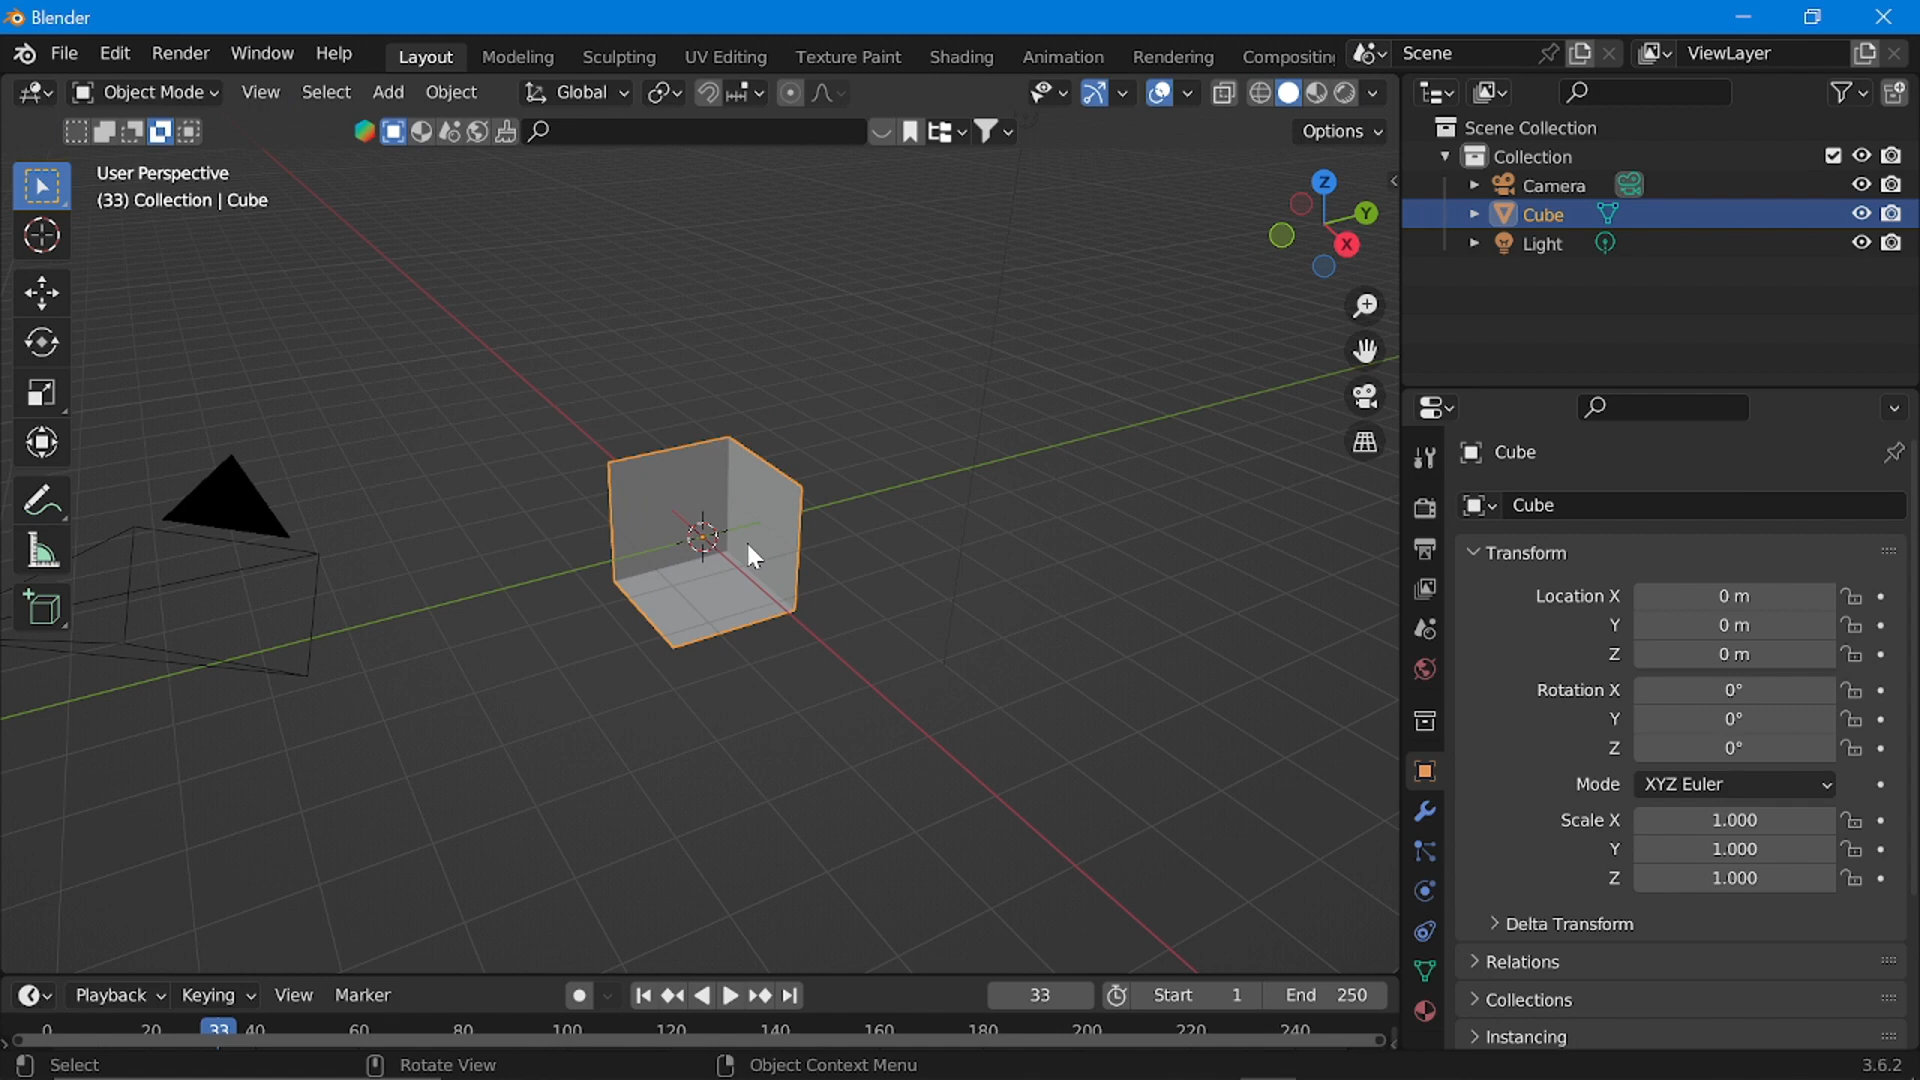 Blender
File Edit Render Window Help Layout Modeling Sculpting UV Editing Texture Paint Shading Animation Rendering Compositin Scene ViewLayer
Object Mode View Select Add Object Global
Options
User Perspective
(33) Collection | Cube
Z
Y
X
Scene Collection
Collection
Camera
Cube
Light
Cube
Cube
Transform
Location X 0 m
Y 0 m
Z 0 m
Rotation X 0°
Y 0°
Z 0°
Mode XYZ Euler
Scale X 1.000
Y 1.000
Z 1.000
Delta Transform
Relations
Collections
Instancing
Playback Keying View Marker 33 Start 1 End 250
0 20 33 40 60 80 100 120 140 160 180 200 220 240
Select Rotate View Object Context Menu 3.6.2